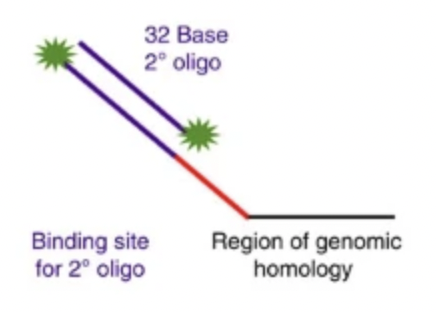 32 Base
2° oligo
Binding site
for 2° oligo
Region of genomic
homology